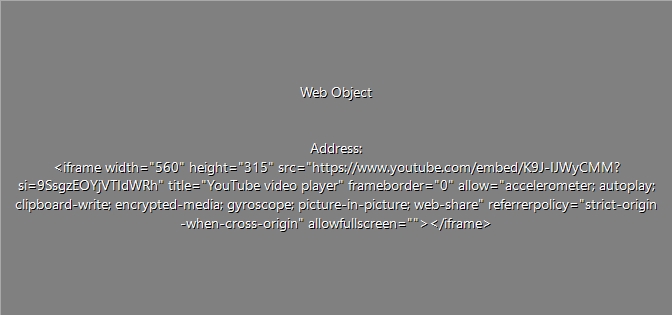 Web Object
Address:
<iframe width="560" height="315" src="https://www.youtube.com/embed/K9J-IJWyCMM?
si=9SsgzEOYjVTIdWRh" title="YouTube video player" frameborder="0" allow="accelerometer; autoplay;
clipboard-write; encrypted-media; gyroscope; picture-in-picture; web-share" referrerpolicy="strict-origin
-when-cross-origin" allowfullscreen=""></iframe>